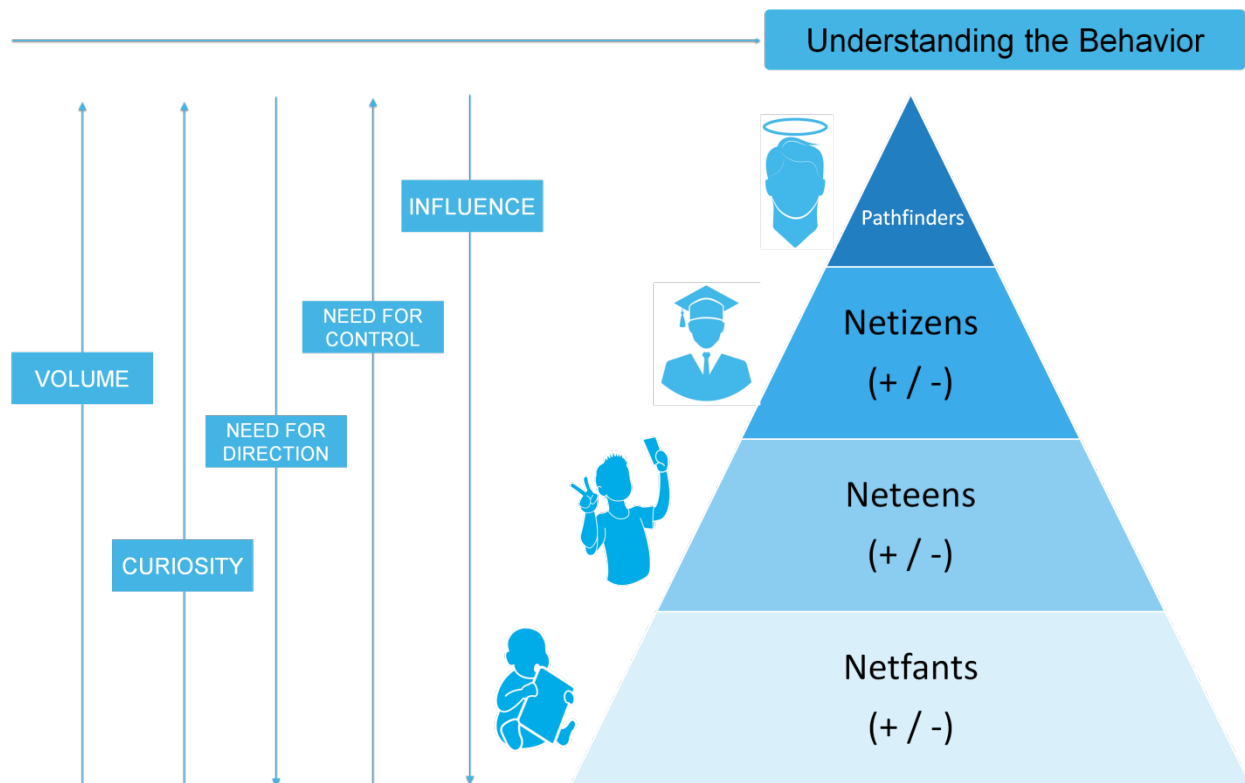 Understanding the Behavior
INFLUENCE
NEED FOR
CONTROL
VOLUME
NEED FOR
DIRECTION
CURIOSITY
Pathfinders
Netizens
(+ / -)
Neteens
(+ / -)
Netfants
(+ / -)